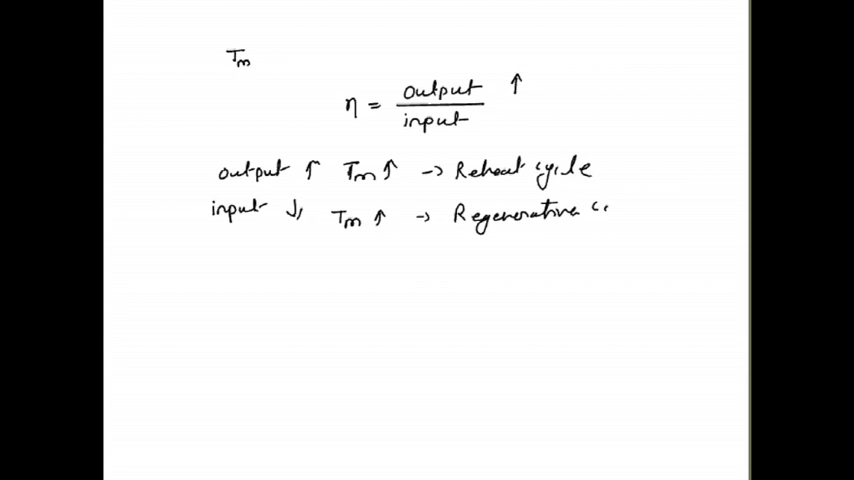 Tm
η = output / input ↑
output ↑ Tm ↑ → Reheat cycle
input ↓, Tm ↑ → Regenerative c